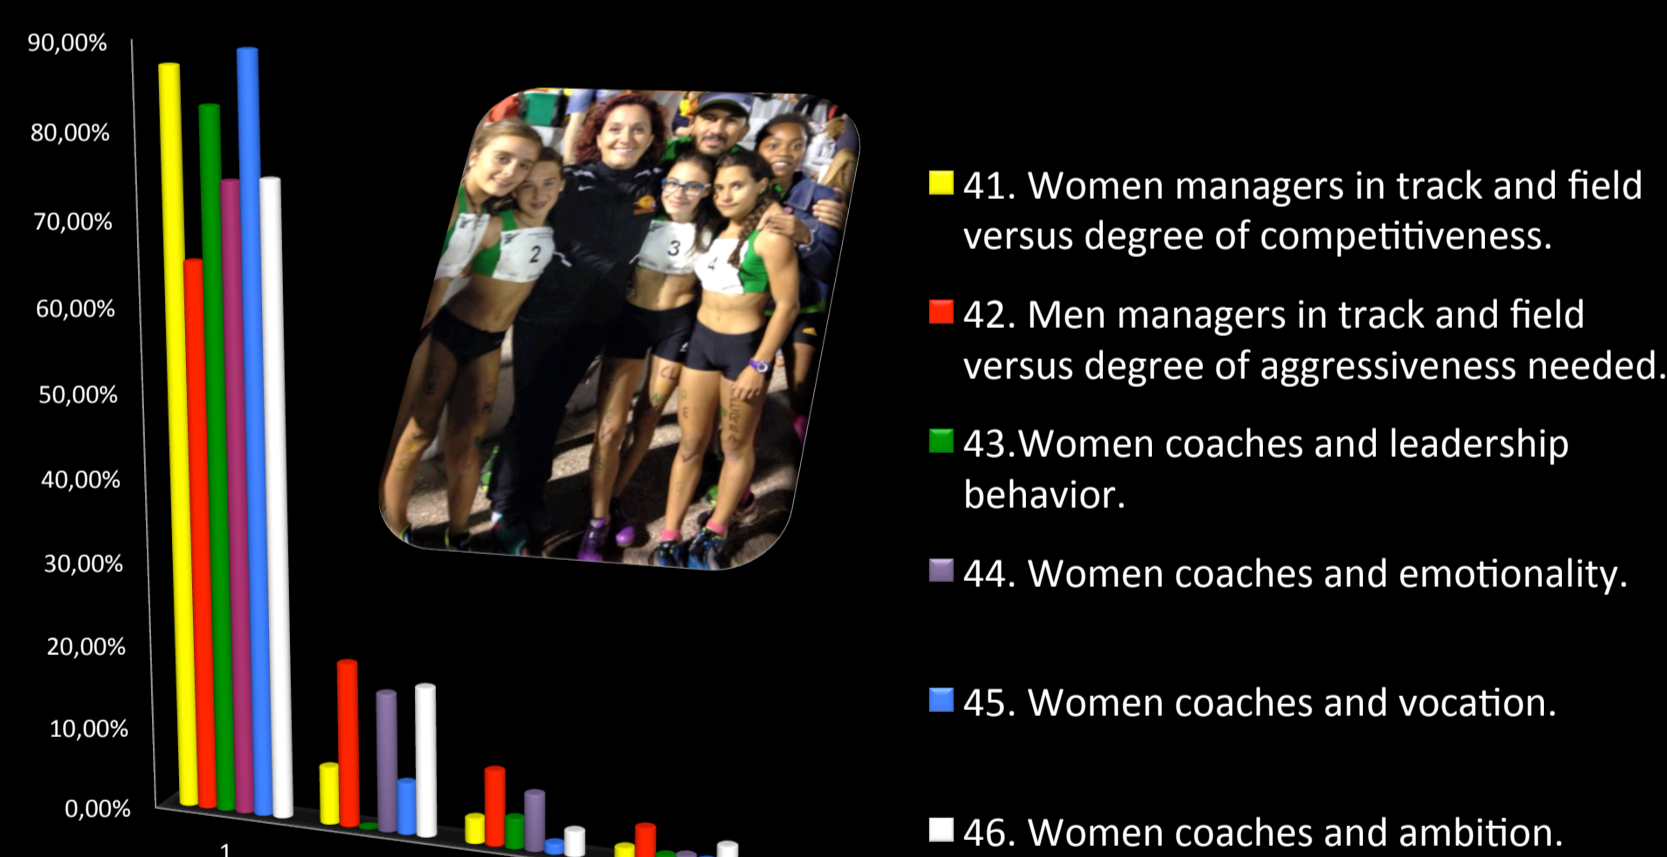 90,00%
80,00%
70,00%
60,00%
50,00%
40,00%
30,00%
20,00%
10,00%
0,00%
1
2
3
4
41. Women managers in track and field
versus degree of competitiveness.
42. Men managers in track and field
versus degree of aggressiveness needed.
43.Women coaches and leadership
behavior.
44. Women coaches and emotionality.
45. Women coaches and vocation.
46. Women coaches and ambition.